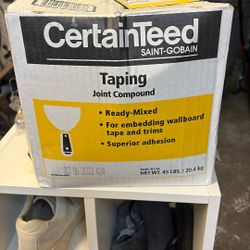 CertainTeed
SAINT-GOBAIN
Taping
Joint Compound
• Ready-Mixed
• For embedding wallboard
tape and trims
• Superior adhesion
NET WT. 45 LBS. / 20.4 kg